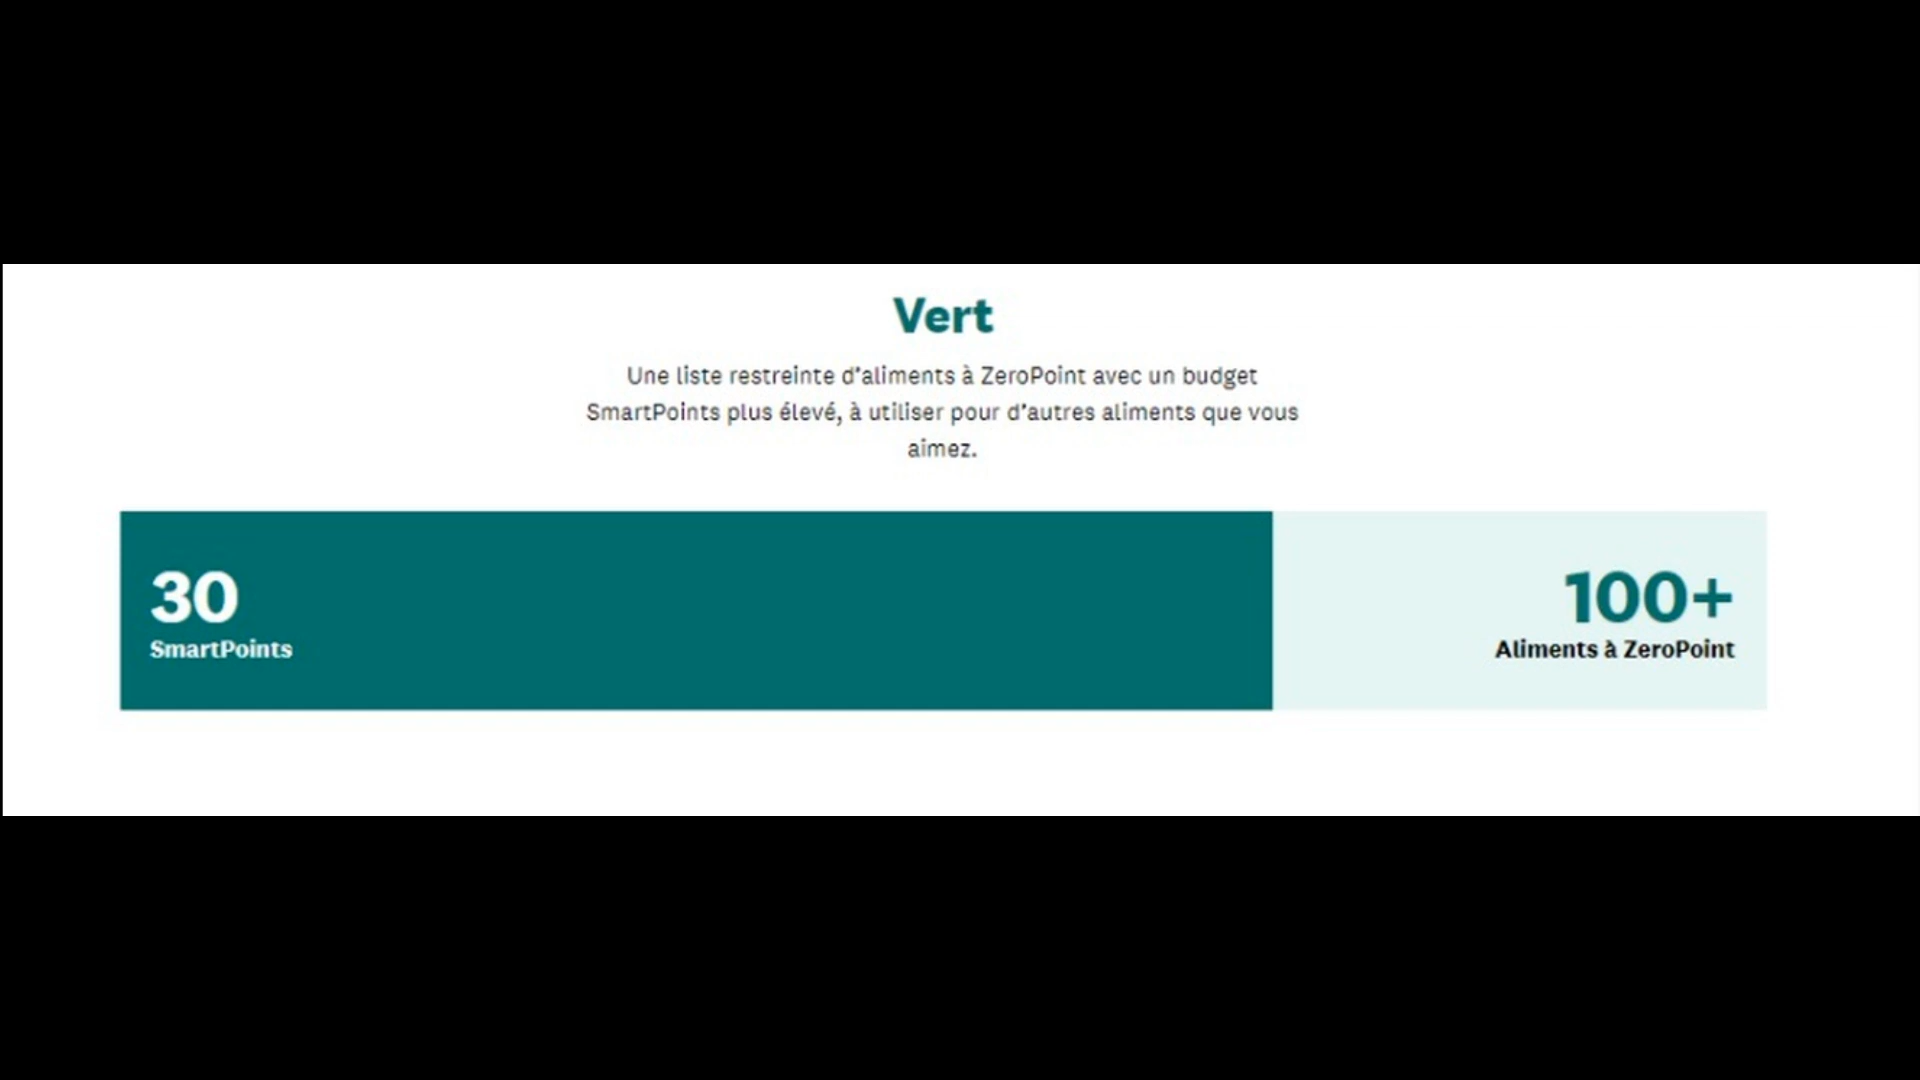 Vert
Une liste restreinte d'aliments à ZeroPoint avec un budget
SmartPoints plus élevé, à utiliser pour d'autres aliments que vous
aimez.
30
SmartPoints
100+
Aliments à ZeroPoint